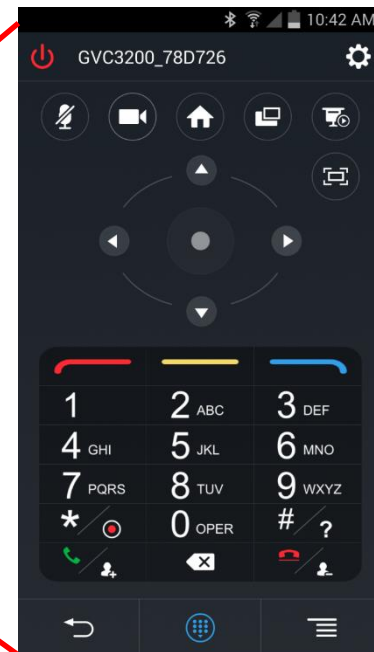 10:42 AM
GVC3200_78D726
1 2 ABC 3 DEF
4 GHI 5 JKL 6 MNO
7 PQRS 8 TUV 9 WXYZ
* 0 OPER # ?